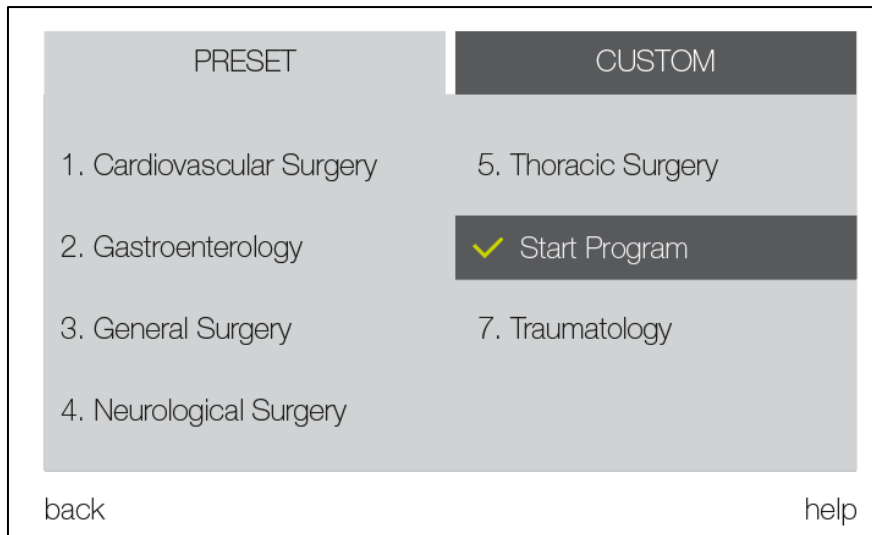 PRESET
CUSTOM
1. Cardiovascular Surgery
2. Gastroenterology
3. General Surgery
4. Neurological Surgery
5. Thoracic Surgery
Start Program
7. Traumatology
back
help